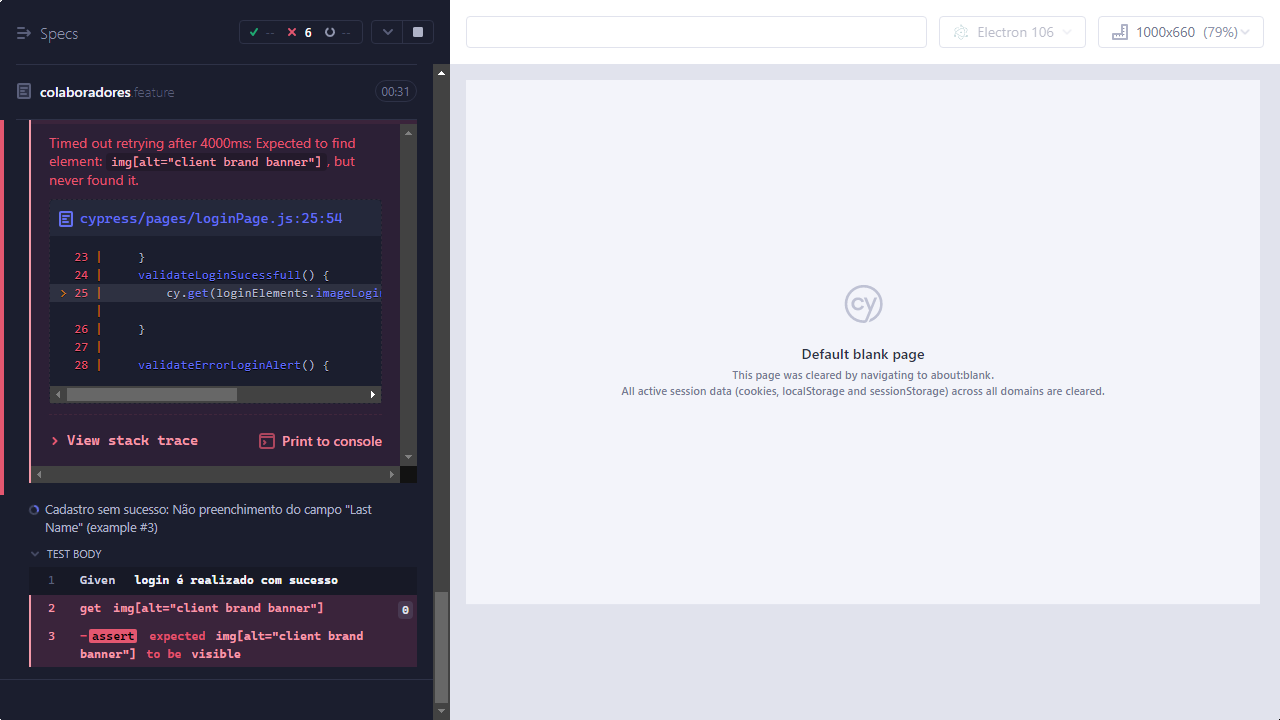 Specs
-- 6 --
Electron 106
1000x660 (79%)
colaboradores.feature
00:31
Timed out retrying after 4000ms: Expected to find
element: img[alt="client brand banner"], but
never found it.
cypress/pages/loginPage.js:25:54
23 | }
24 | validateLoginSucessfull() {
> 25 | cy.get(loginElements.imageLogin
|
26 | }
27 |
28 | validateErrorLoginAlert() {
View stack trace
Print to console
Cadastro sem sucesso: Não preenchimento do campo "Last
Name" (example #3)
TEST BODY
1 Given login é realizado com sucesso
2 get img[alt="client brand banner"] 0
3 -assert expected img[alt="client brand
banner"] to be visible
cy
Default blank page
This page was cleared by navigating to about:blank.
All active session data (cookies, localStorage and sessionStorage) across all domains are cleared.